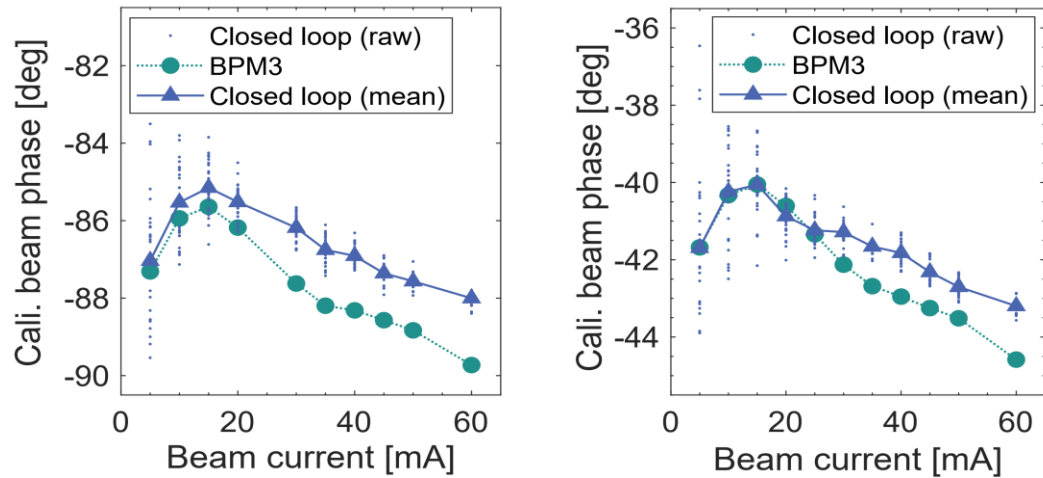 Closed loop (raw)
BPM3
Closed loop (mean)
-82
-84
-86
-88
-90
0
20
40
60
Cali. beam phase [deg]
Beam current [mA]
Closed loop (raw)
BPM3
Closed loop (mean)
-36
-38
-40
-42
-44
0
20
40
60
Cali. beam phase [deg]
Beam current [mA]